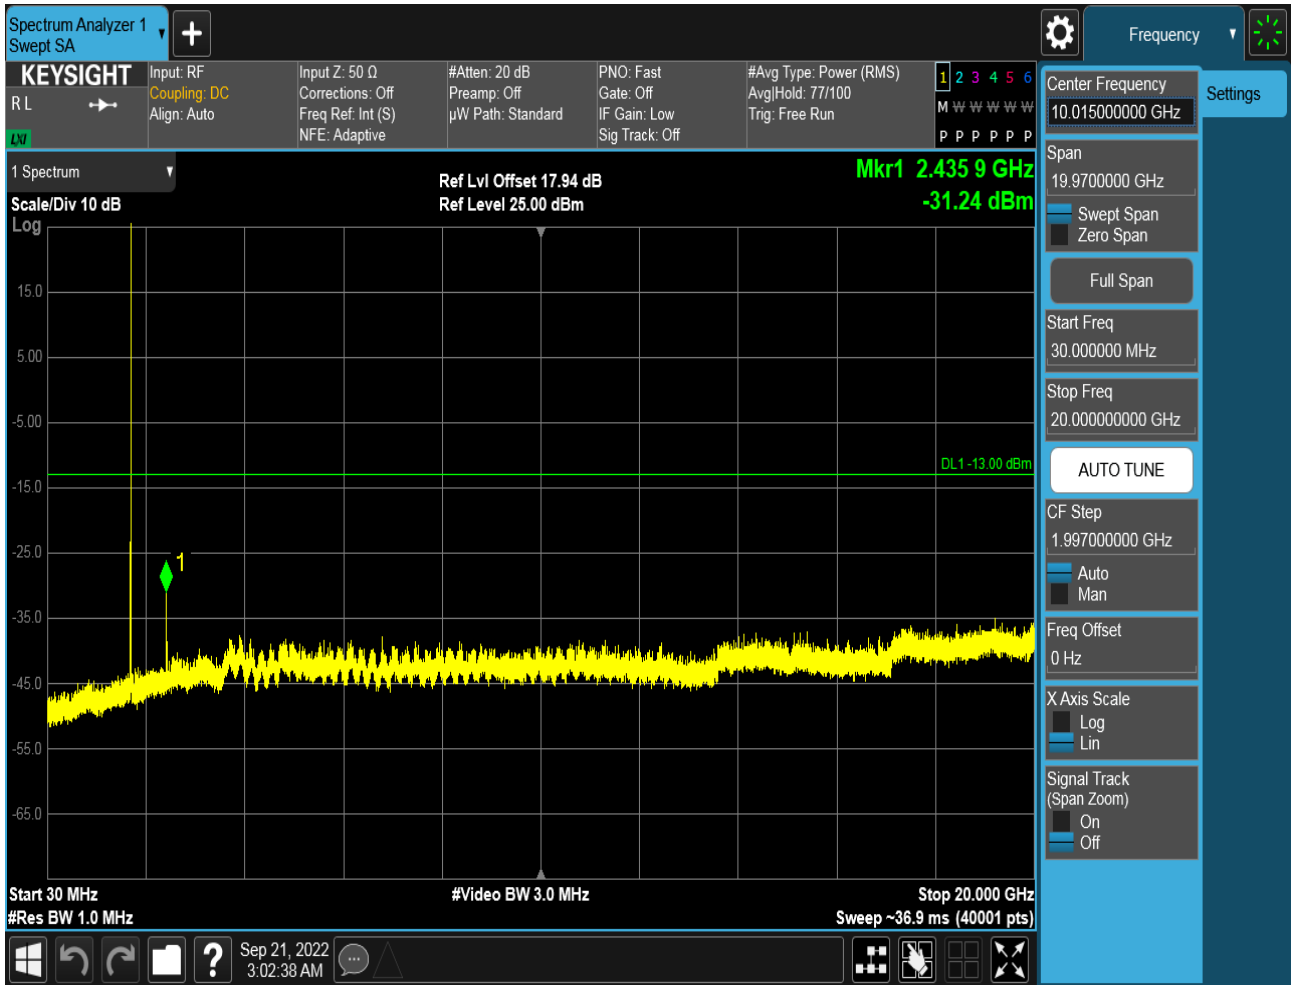 Spectrum Analyzer 1
Swept SA
Frequency
KEYSIGHT
R L
LXI
Input: RF
Coupling: DC
Align: Auto
Input Z: 50 Ω
Corrections: Off
Freq Ref: Int (S)
NFE: Adaptive
#Atten: 20 dB
Preamp: Off
µW Path: Standard
PNO: Fast
Gate: Off
IF Gain: Low
Sig Track: Off
#Avg Type: Power (RMS)
Avg|Hold: 77/100
Trig: Free Run
1 2 3 4 5 6
M W W W W W
P P P P P P
1 Spectrum
Scale/Div 10 dB
Ref Lvl Offset 17.94 dB
Ref Level 25.00 dBm
Mkr1 2.435 9 GHz
-31.24 dBm
Log
15.0
5.00
-5.00
-15.0
-25.0
-35.0
-45.0
-55.0
-65.0
DL1 -13.00 dBm
1
Start 30 MHz
#Res BW 1.0 MHz
#Video BW 3.0 MHz
Stop 20.000 GHz
Sweep ~36.9 ms (40001 pts)
Center Frequency
10.015000000 GHz
Settings
Span
19.9700000 GHz
Swept Span
Zero Span
Full Span
Start Freq
30.000000 MHz
Stop Freq
20.000000000 GHz
AUTO TUNE
CF Step
1.997000000 GHz
Auto
Man
Freq Offset
0 Hz
X Axis Scale
Log
Lin
Signal Track
(Span Zoom)
On
Off
?
Sep 21, 2022
3:02:38 AM